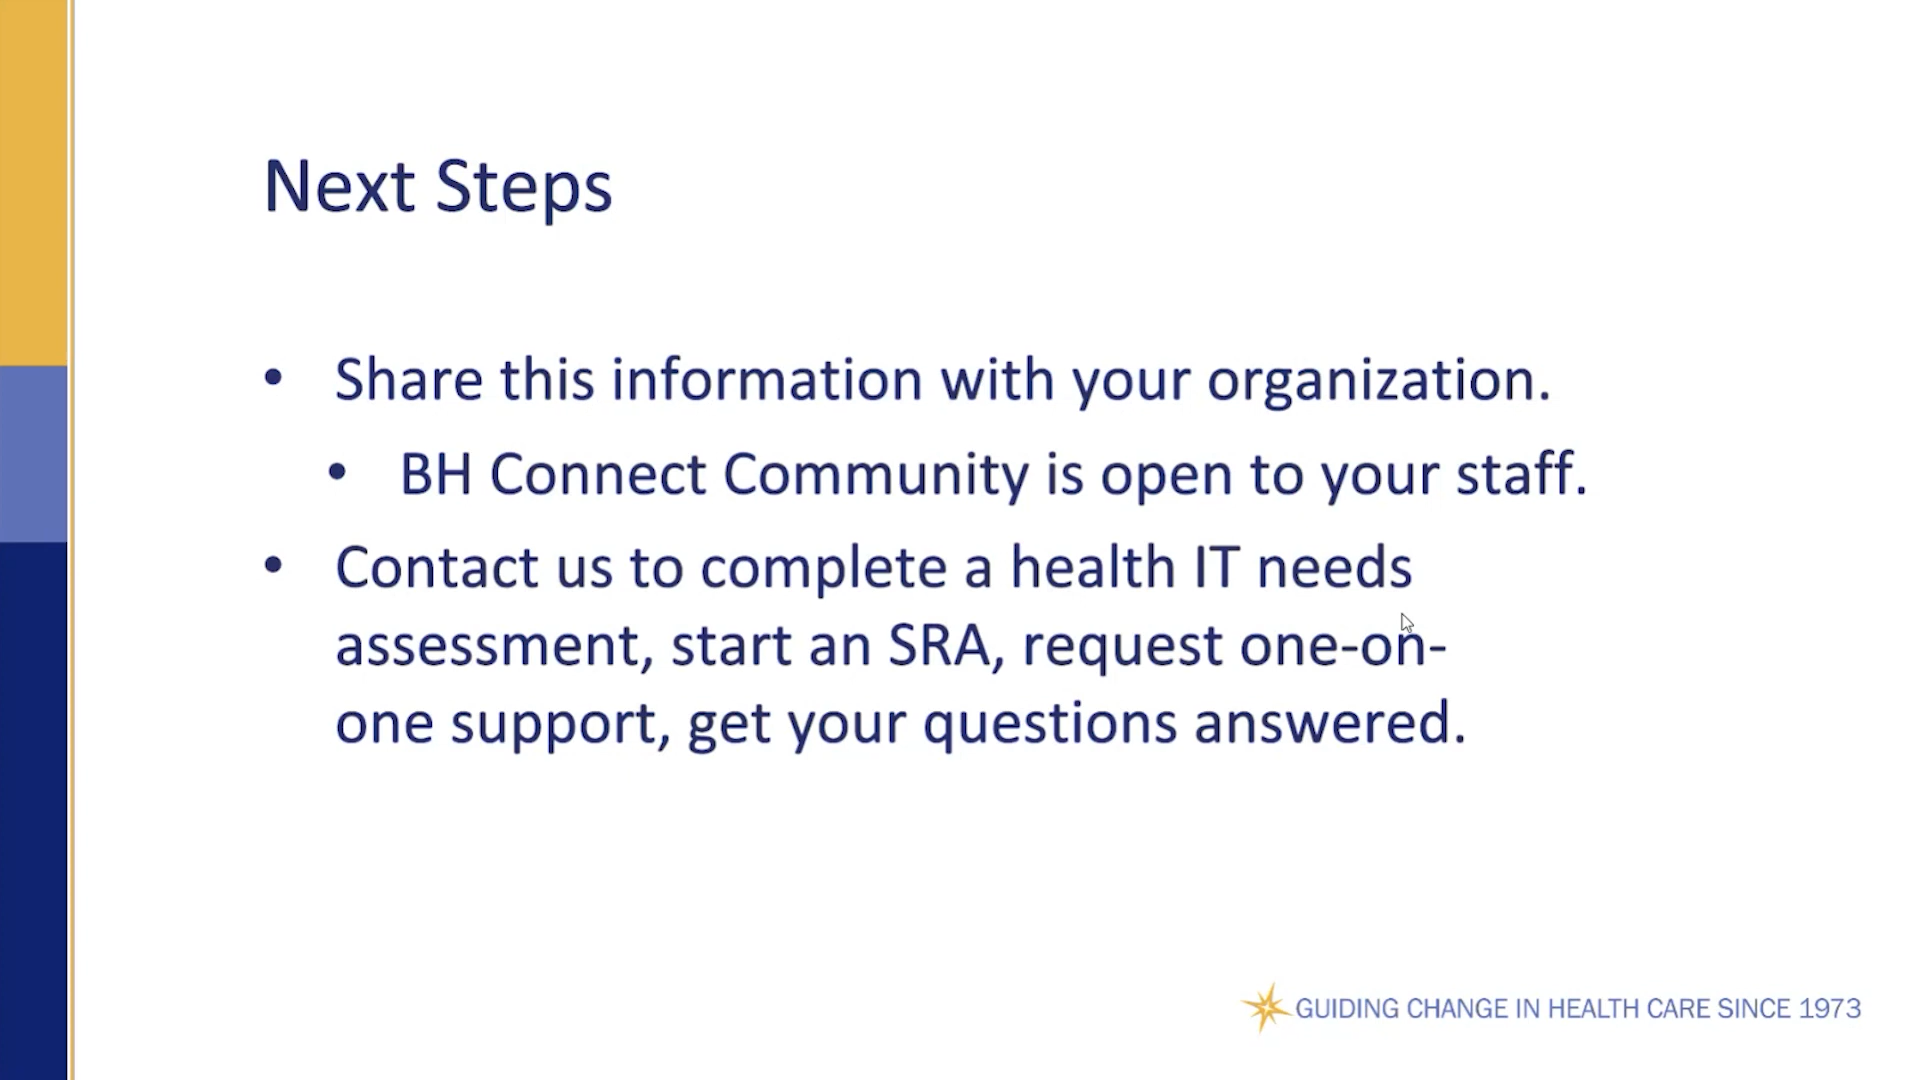 Next Steps
• Share this information with your organization.
• BH Connect Community is open to your staff.
• Contact us to complete a health IT needs
assessment, start an SRA, request one-on-
one support, get your questions answered.
GUIDING CHANGE IN HEALTH CARE SINCE 1973